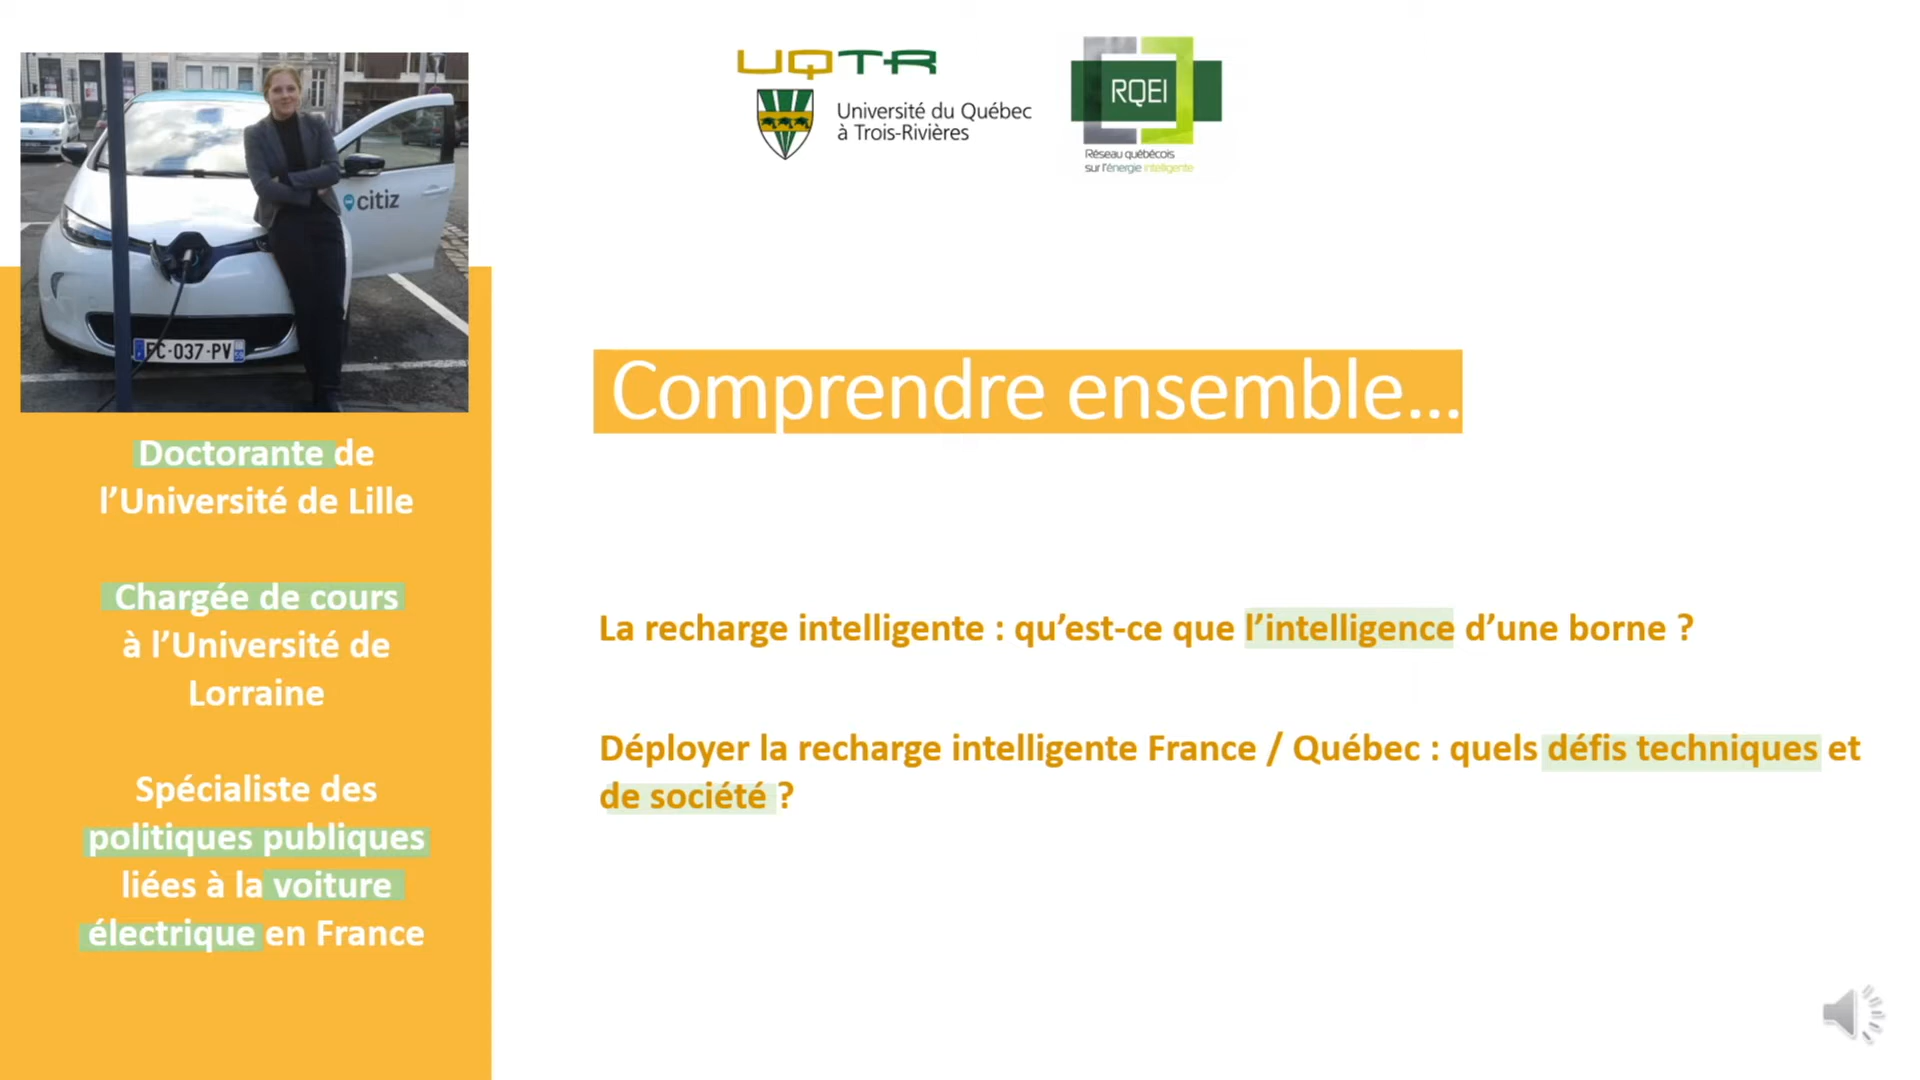 UQTR
Université du Québec
à Trois-Rivières
RQEI
Réseau québécois
sur l'énergie intelligente
citiz
FC-037-PV
59
Doctorante de
l'Université de Lille
Chargée de cours
à l'Université de
Lorraine
Spécialiste des
politiques publiques
liées à la voiture
électrique en France
Comprendre ensemble...
La recharge intelligente : qu'est-ce que l'intelligence d'une borne ?
Déployer la recharge intelligente France / Québec : quels défis techniques et
de société ?